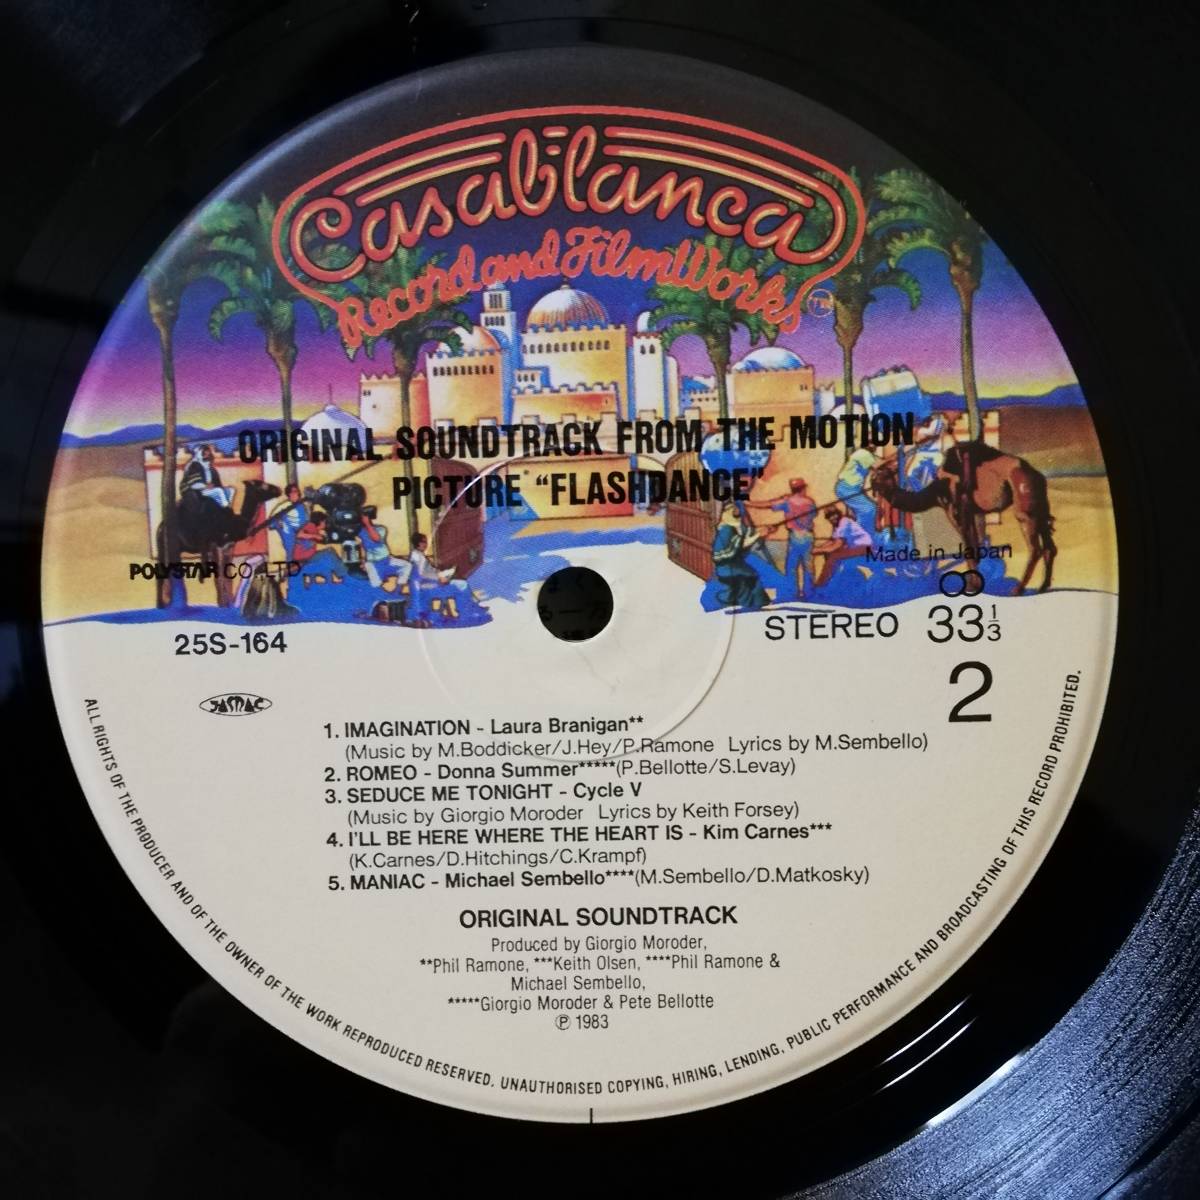 Casablanca
Record and FilmWorks TM
ORIGINAL SOUNDTRACK FROM THE MOTION
PICTURE "FLASHDANCE"
POLYSTAR CO., LTD.
Made in Japan
25S-164
STEREO 33 1/3
2
JASRAC
1. IMAGINATION - Laura Branigan**
(Music by M.Boddicker/J.Hey/P.Ramone Lyrics by M.Sembello)
2. ROMEO - Donna Summer*****(P.Bellotte/S.Levay)
3. SEDUCE ME TONIGHT - Cycle V
(Music by Giorgio Moroder Lyrics by Keith Forsey)
4. I'LL BE HERE WHERE THE HEART IS - Kim Carnes***
(K.Carnes/D.Hitchings/C.Krampf)
5. MANIAC - Michael Sembello****(M.Sembello/D.Matkosky)
ORIGINAL SOUNDTRACK
Produced by Giorgio Moroder,
**Phil Ramone, ***Keith Olsen, ****Phil Ramone &
Michael Sembello,
*****Giorgio Moroder & Pete Bellotte
Ⓟ 1983
ALL RIGHTS OF THE PRODUCER AND OF THE OWNER OF THE WORK REPRODUCED RESERVED. UNAUTHORISED COPYING, HIRING, LENDING, PUBLIC PERFORMANCE AND BROADCASTING OF THIS RECORD PROHIBITED.